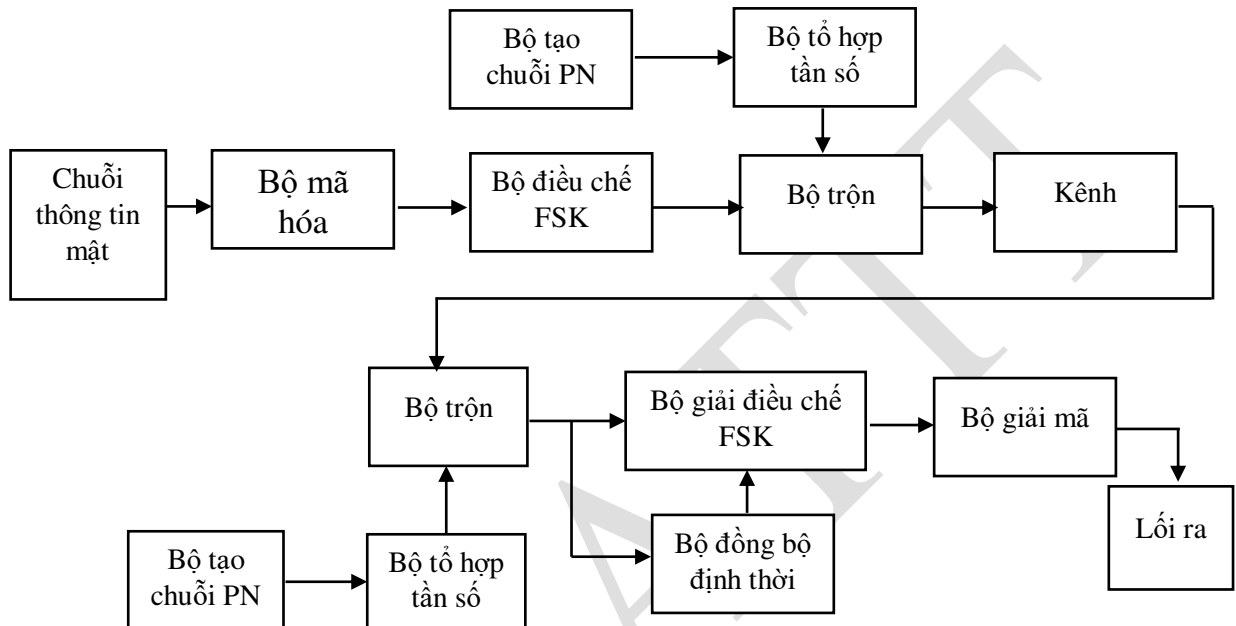 Bộ tạo
chuỗi PN
Bộ tổ hợp
tần số
Chuỗi
thông tin
mật
Bộ mã
hóa
Bộ điều chế
FSK
Bộ trộn
Kênh
Bộ trộn
Bộ giải điều chế
FSK
Bộ giải mã
Lối ra
Bộ tạo
chuỗi PN
Bộ tổ hợp
tần số
Bộ đồng bộ
định thời
ATTT